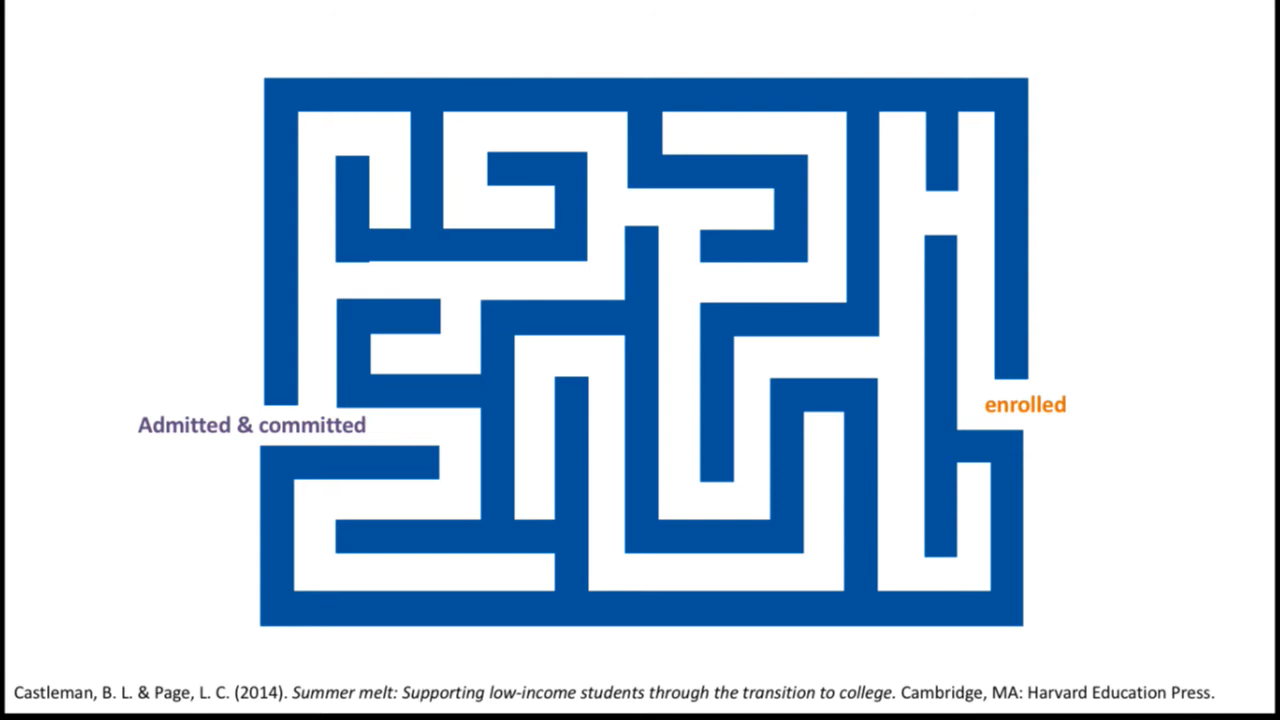 enrolled
Admitted & committed
Castleman, B. L. & Page, L. C. (2014). Summer melt: Supporting low-income students through the transition to college. Cambridge, MA: Harvard Education Press.